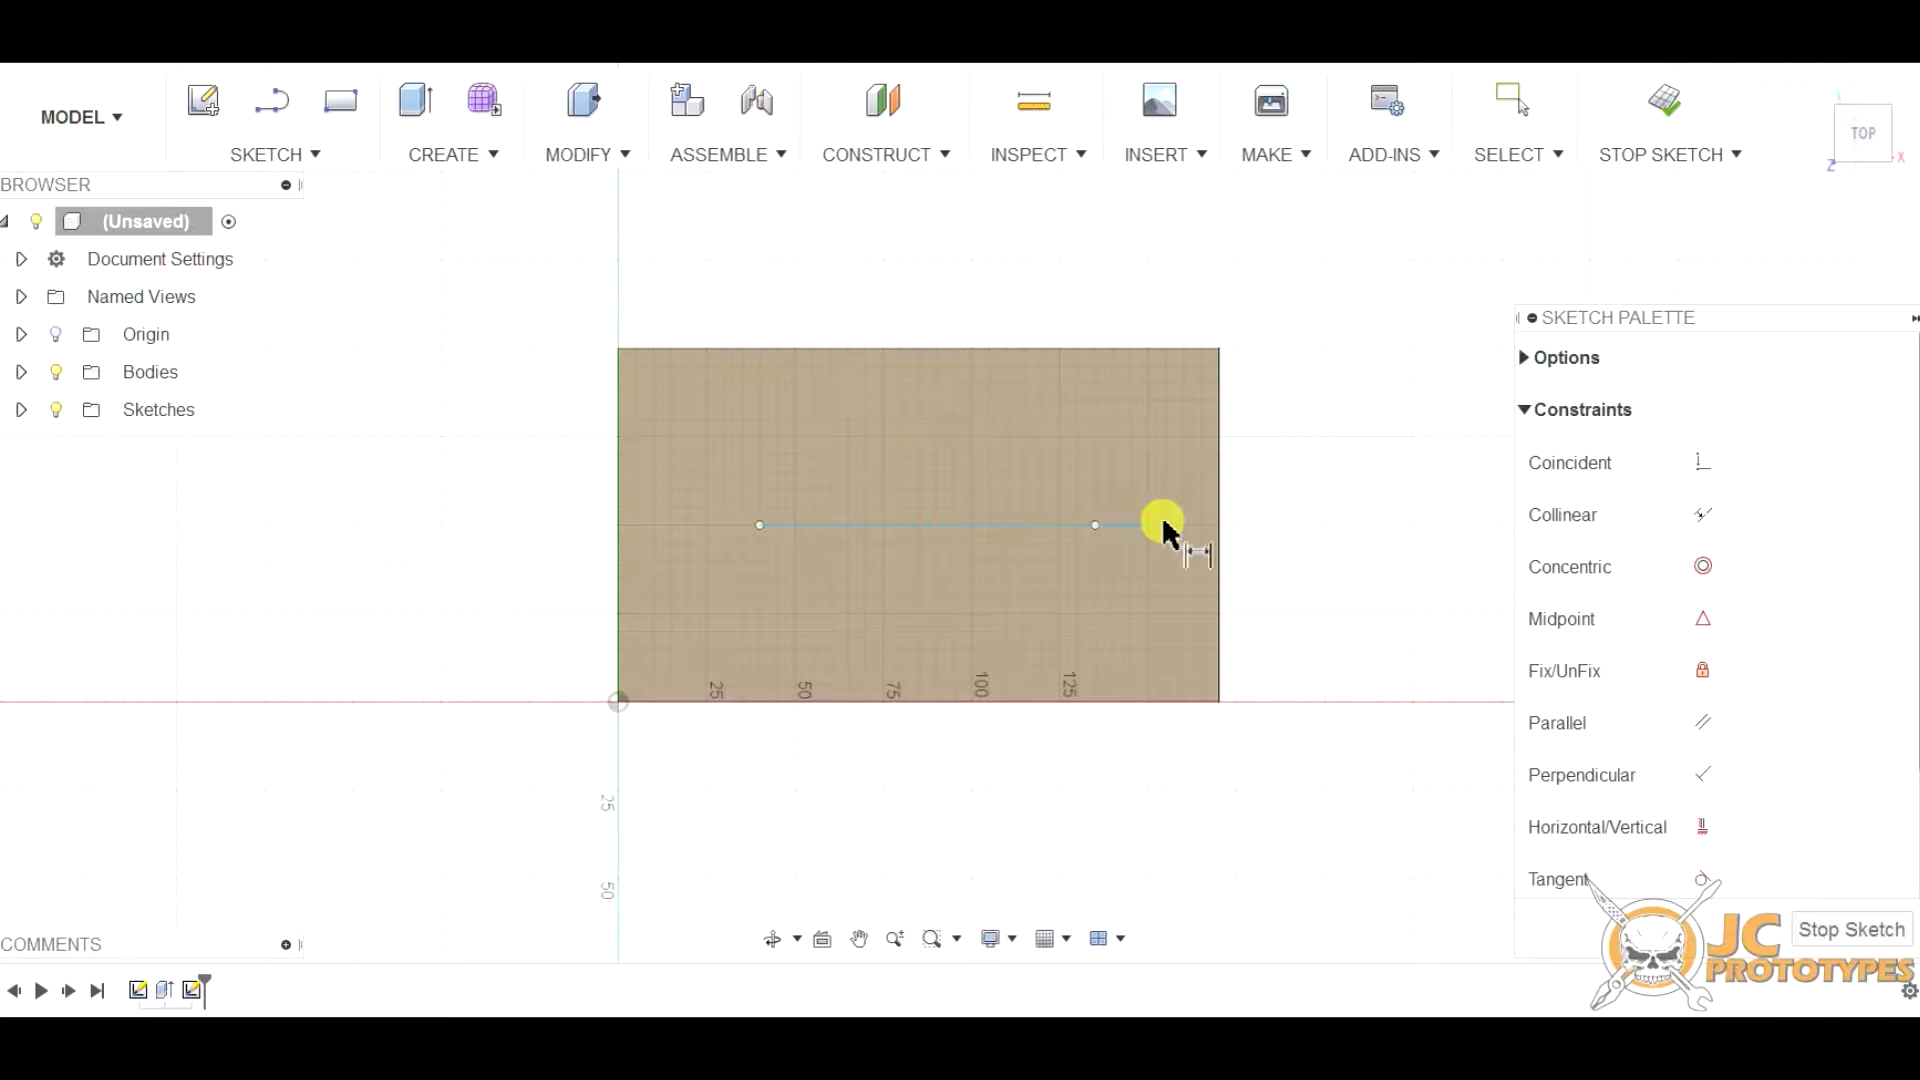 MODEL
SKETCH
CREATE
MODIFY
ASSEMBLE
CONSTRUCT
INSPECT
INSERT
MAKE
ADD-INS
SELECT
STOP SKETCH
TOP
X
Z
BROWSER
(Unsaved)
Document Settings
Named Views
Origin
Bodies
Sketches
SKETCH PALETTE
Options
Constraints
Coincident
Collinear
Concentric
Midpoint
Fix/UnFix
Parallel
Perpendicular
Horizontal/Vertical
Tangent
25
50
75
100
125
25
50
COMMENTS
Stop Sketch
JC
PROTOTYPES